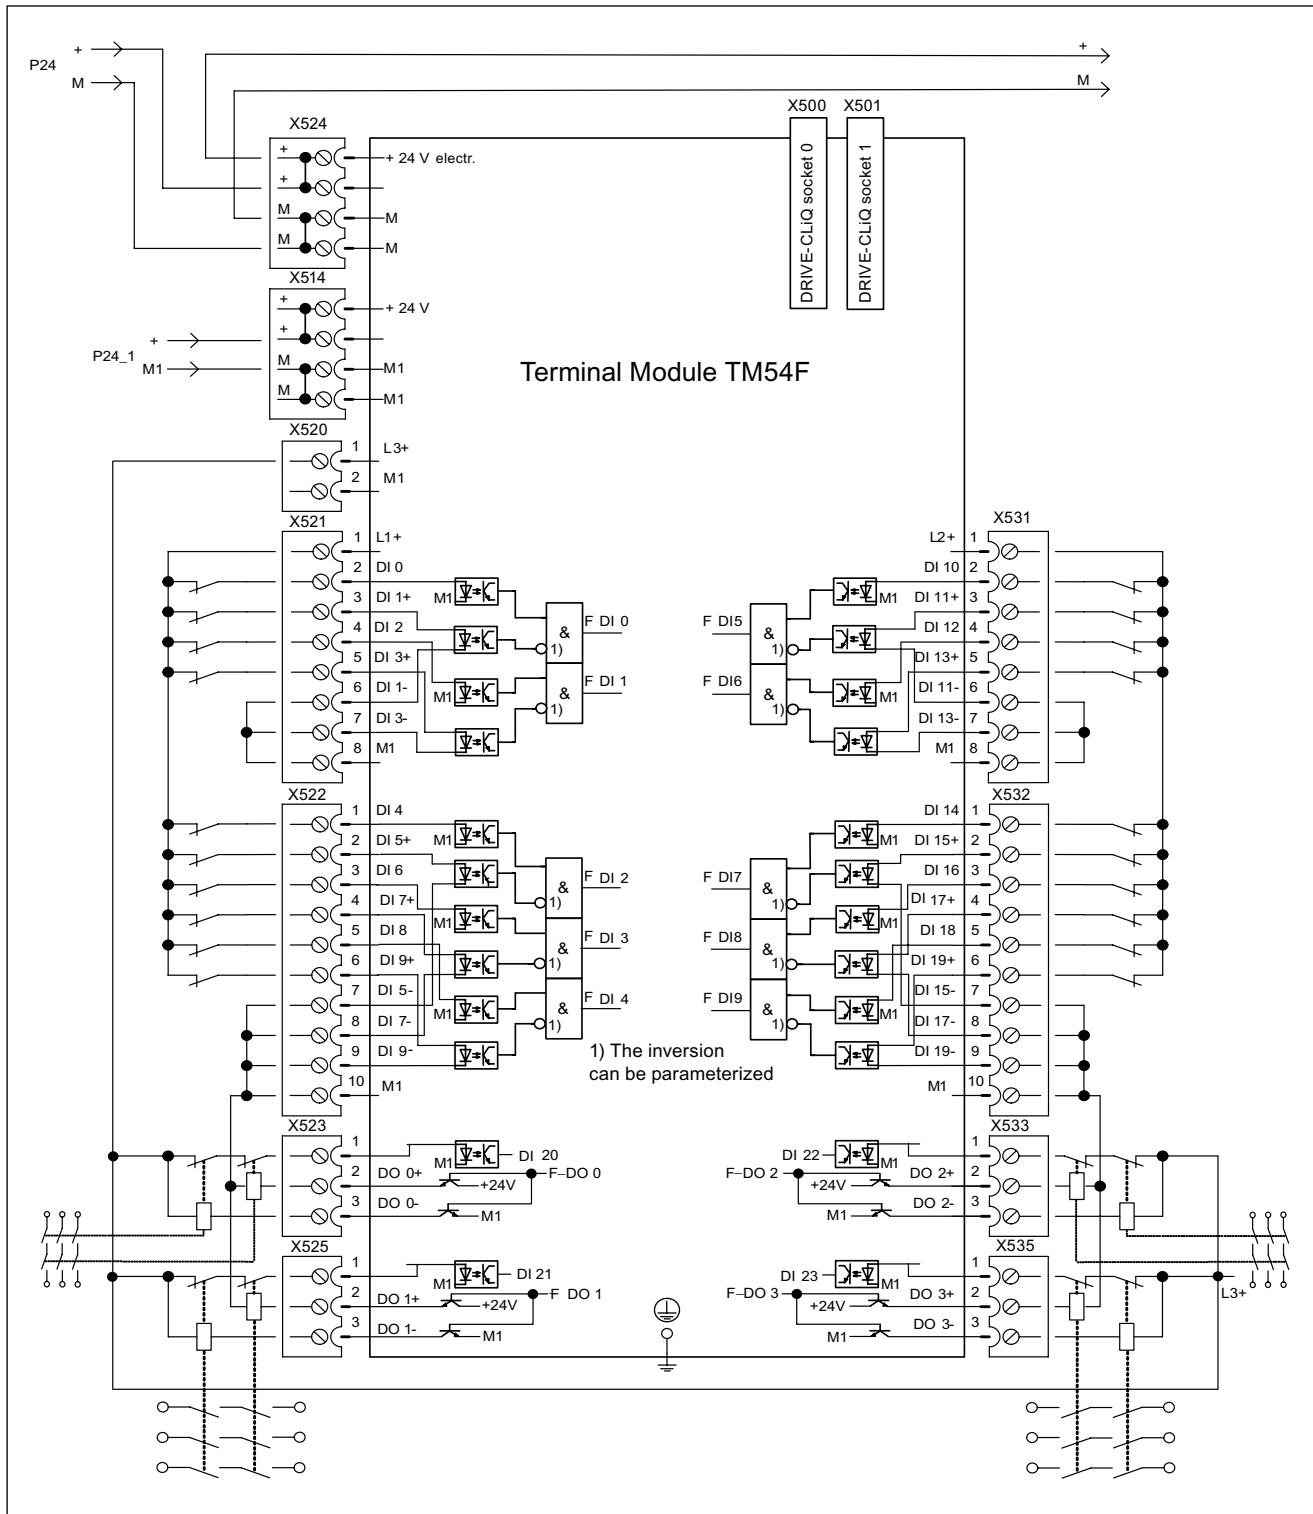 +
P24
M
+
M
X500 X501
DRIVE-CLiQ socket 0
DRIVE-CLiQ socket 1
X524
+
+ 24 V electr.
+
M
M
M
M
X514
+
+ 24 V
+
+
P24_1
M1
M
M1
M
M1
Terminal Module TM54F
X520
1 L3+
2 M1
X521
1 L1+
2 DI 0
3 DI 1+
4 DI 2
5 DI 3+
6 DI 1-
7 DI 3-
8 M1
M1
M1
&
1)
F DI 0
&
1)
F DI 1
X531
L2+ 1
DI 10 2
DI 11+ 3
DI 12 4
DI 13+ 5
DI 11- 6
DI 13- 7
M1 8
M1
M1
F DI5
&
1)
F DI6
&
1)
X522
1 DI 4
2 DI 5+
3 DI 6
4 DI 7+
5 DI 8
6 DI 9+
7 DI 5-
8 DI 7-
9 DI 9-
10 M1
M1
M1
M1
&
1)
F DI 2
&
1)
F DI 3
&
1)
F DI 4
X532
DI 14 1
DI 15+ 2
DI 16 3
DI 17+ 4
DI 18 5
DI 19+ 6
DI 15- 7
DI 17- 8
DI 19- 9
M1 10
M1
M1
M1
F DI7
&
1)
F DI8
&
1)
F DI9
&
1)
1) The inversion
can be parameterized
X523
1
2 DO 0+
3 DO 0-
M1
DI 20
+24V
F–DO 0
M1
X533
1
DO 2+ 2
DO 2- 3
DI 22
M1
F–DO 2
+24V
M1
X525
1
2 DO 1+
3 DO 1-
M1
DI 21
+24V
F DO 1
M1
X535
1
DO 3+ 2
DO 3- 3
DI 23
M1
F–DO 3
+24V
M1
L3+